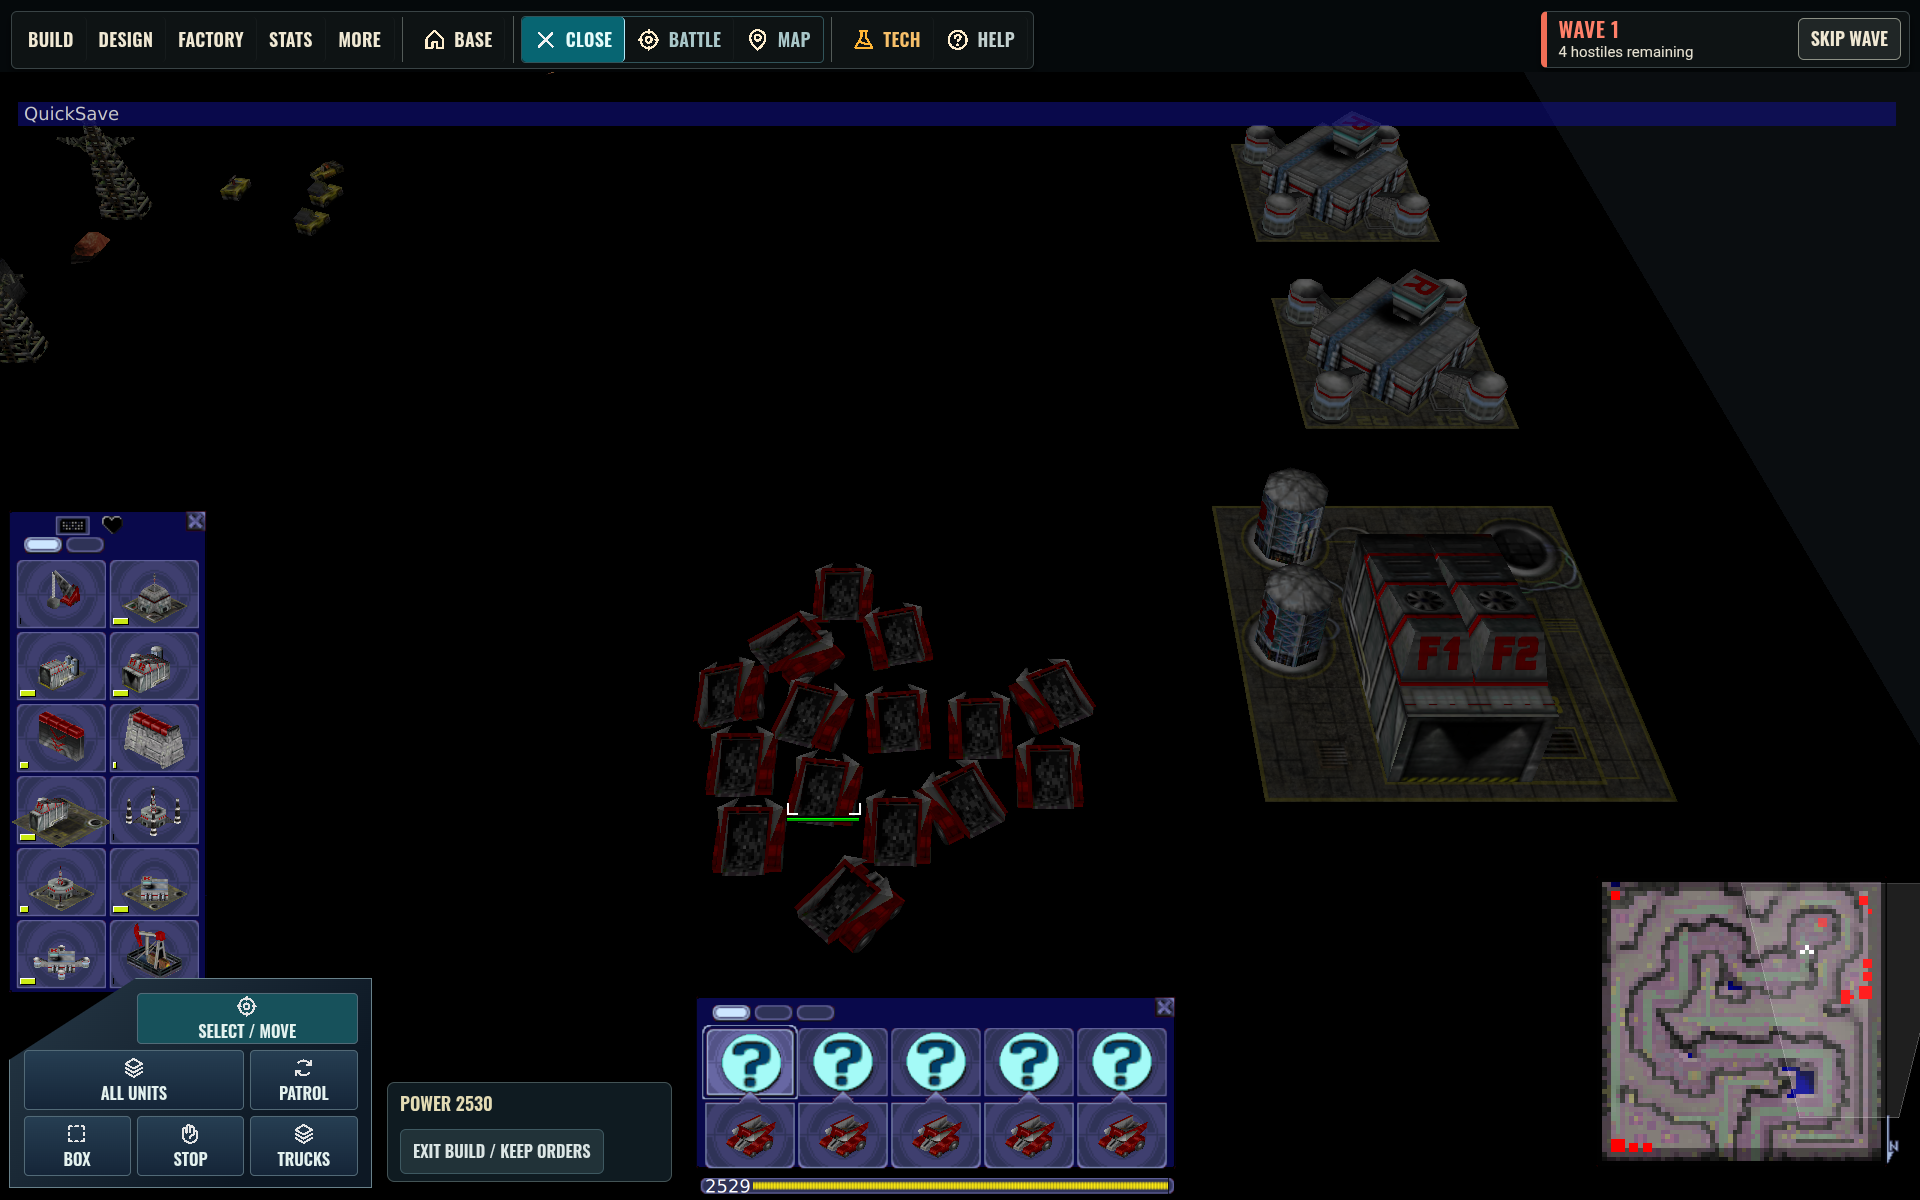 BUILD
DESIGN
FACTORY
STATS
MORE
BASE
CLOSE
BATTLE
MAP
TECH
HELP
WAVE 1
4 hostiles remaining
SKIP WAVE
QuickSave
R
R
F1 F2
SELECT / MOVE
ALL UNITS
PATROL
BOX
STOP
TRUCKS
POWER 2530
EXIT BUILD / KEEP ORDERS
? ? ? ? ?
2529
N